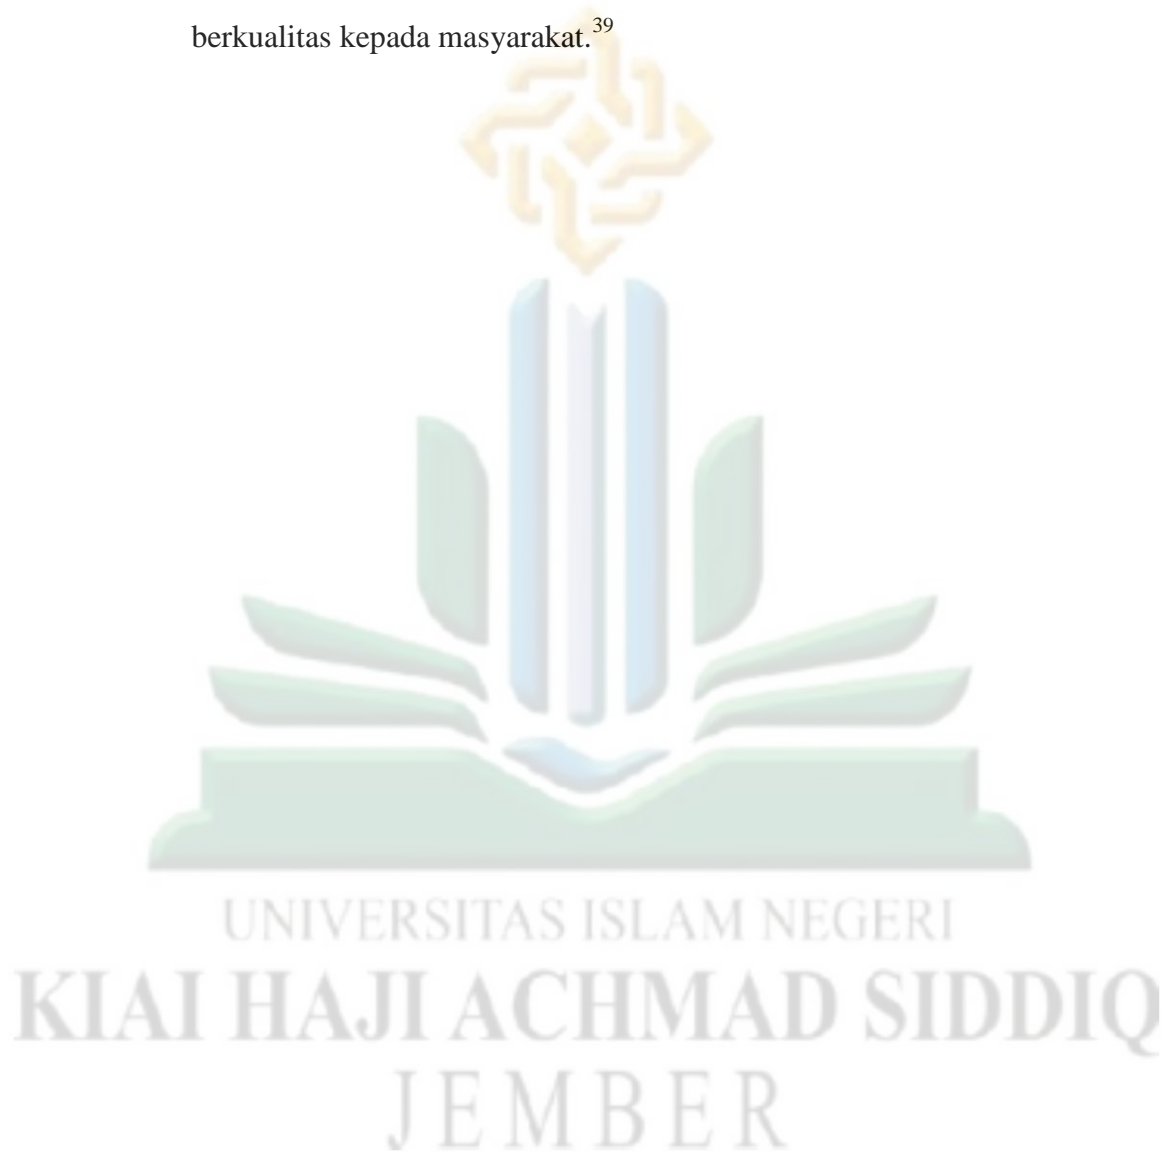 berkualitas kepada masyarakat.39
UNIVERSITAS ISLAM NEGERI
KIAI HAJI ACHMAD SIDDIQ
JEMBER